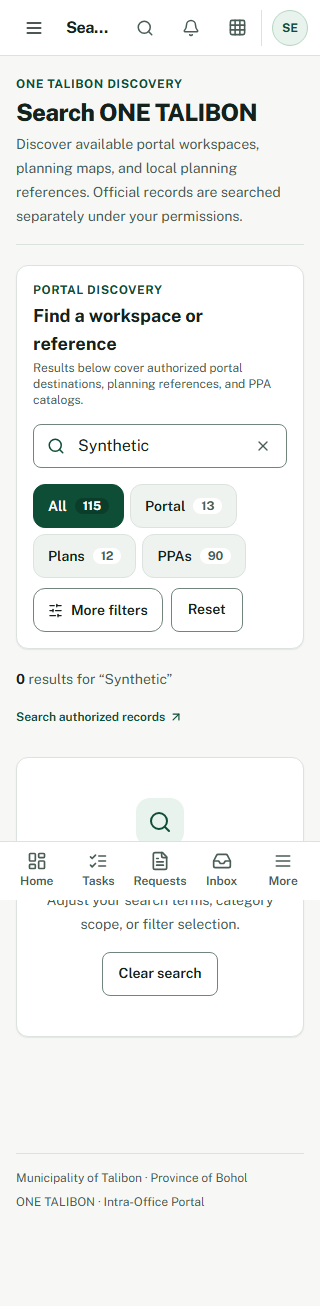 Sea...
SE
ONE TALIBON DISCOVERY
Search ONE TALIBON
Discover available portal workspaces,
planning maps, and local planning
references. Official records are searched
separately under your permissions.
PORTAL DISCOVERY
Find a workspace or
reference
Results below cover authorized portal
destinations, planning references, and PPA
catalogs.
Synthetic
All 115
Portal 13
Plans 12
PPAs 90
More filters
Reset
0 results for “Synthetic”
Search authorized records
Home
Tasks
Requests
Inbox
More
Adjust your search terms, category
scope, or filter selection.
Clear search
Municipality of Talibon · Province of Bohol
ONE TALIBON · Intra-Office Portal